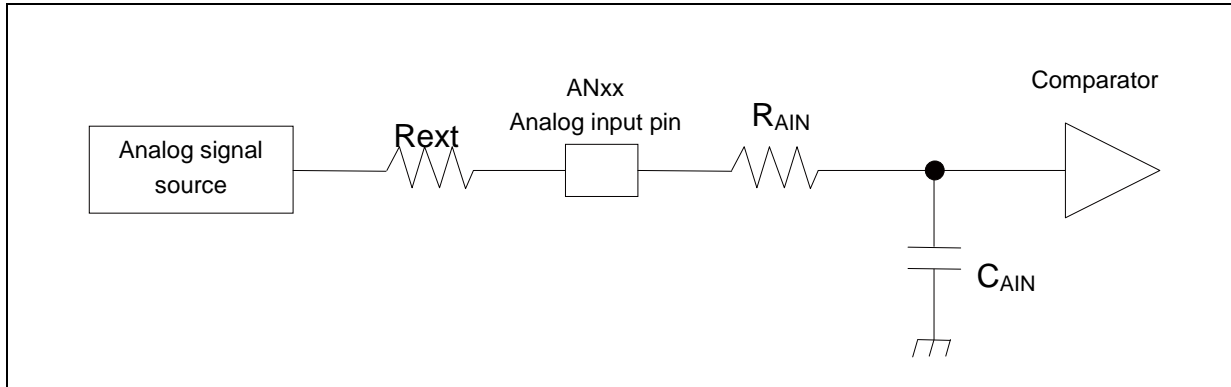 Comparator
ANxx
Analog input pin
RAIN
Rext
Analog signal
source
CAIN